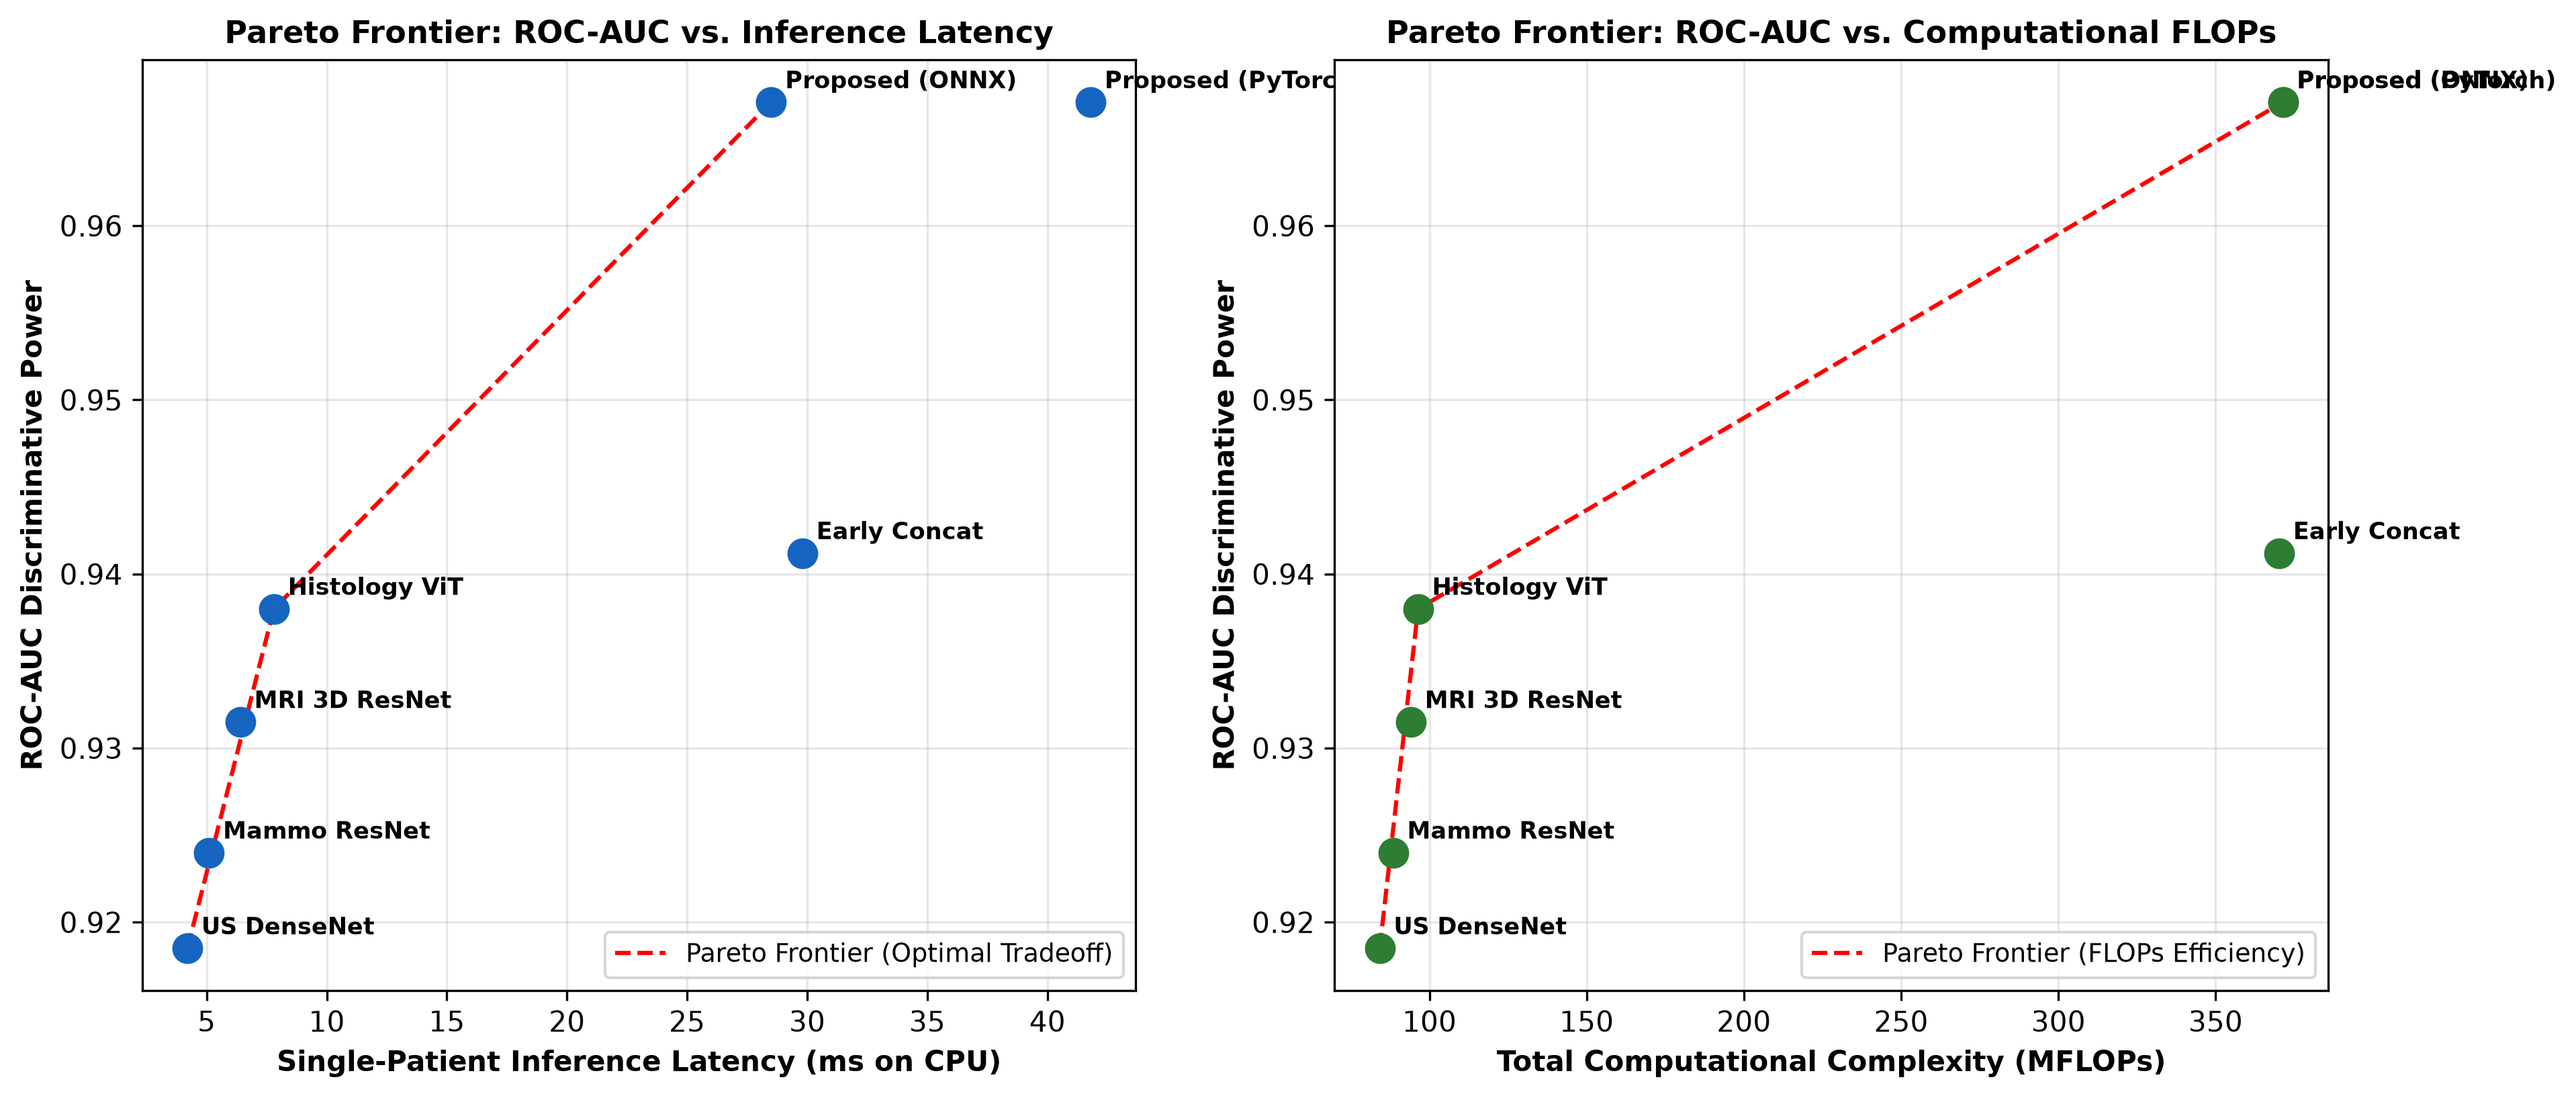 Pareto Frontier: ROC-AUC vs. Inference Latency
Proposed (ONNX)
Proposed (PyTorc
0.96
0.95
Early Concat
0.94
Histology ViT
MRI 3D ResNet
0.93
Mammo ResNet
US DenseNet
0.92
Pareto Frontier (Optimal Tradeoff)
ROC-AUC Discriminative Power
5 10 15 20 25 30 35 40
Single-Patient Inference Latency (ms on CPU)
Pareto Frontier: ROC-AUC vs. Computational FLOPs
Proposed (PyTorch)
Proposed (ONNX)
0.96
0.95
Early Concat
0.94
Histology ViT
MRI 3D ResNet
0.93
Mammo ResNet
US DenseNet
0.92
Pareto Frontier (FLOPs Efficiency)
ROC-AUC Discriminative Power
100 150 200 250 300 350
Total Computational Complexity (MFLOPs)